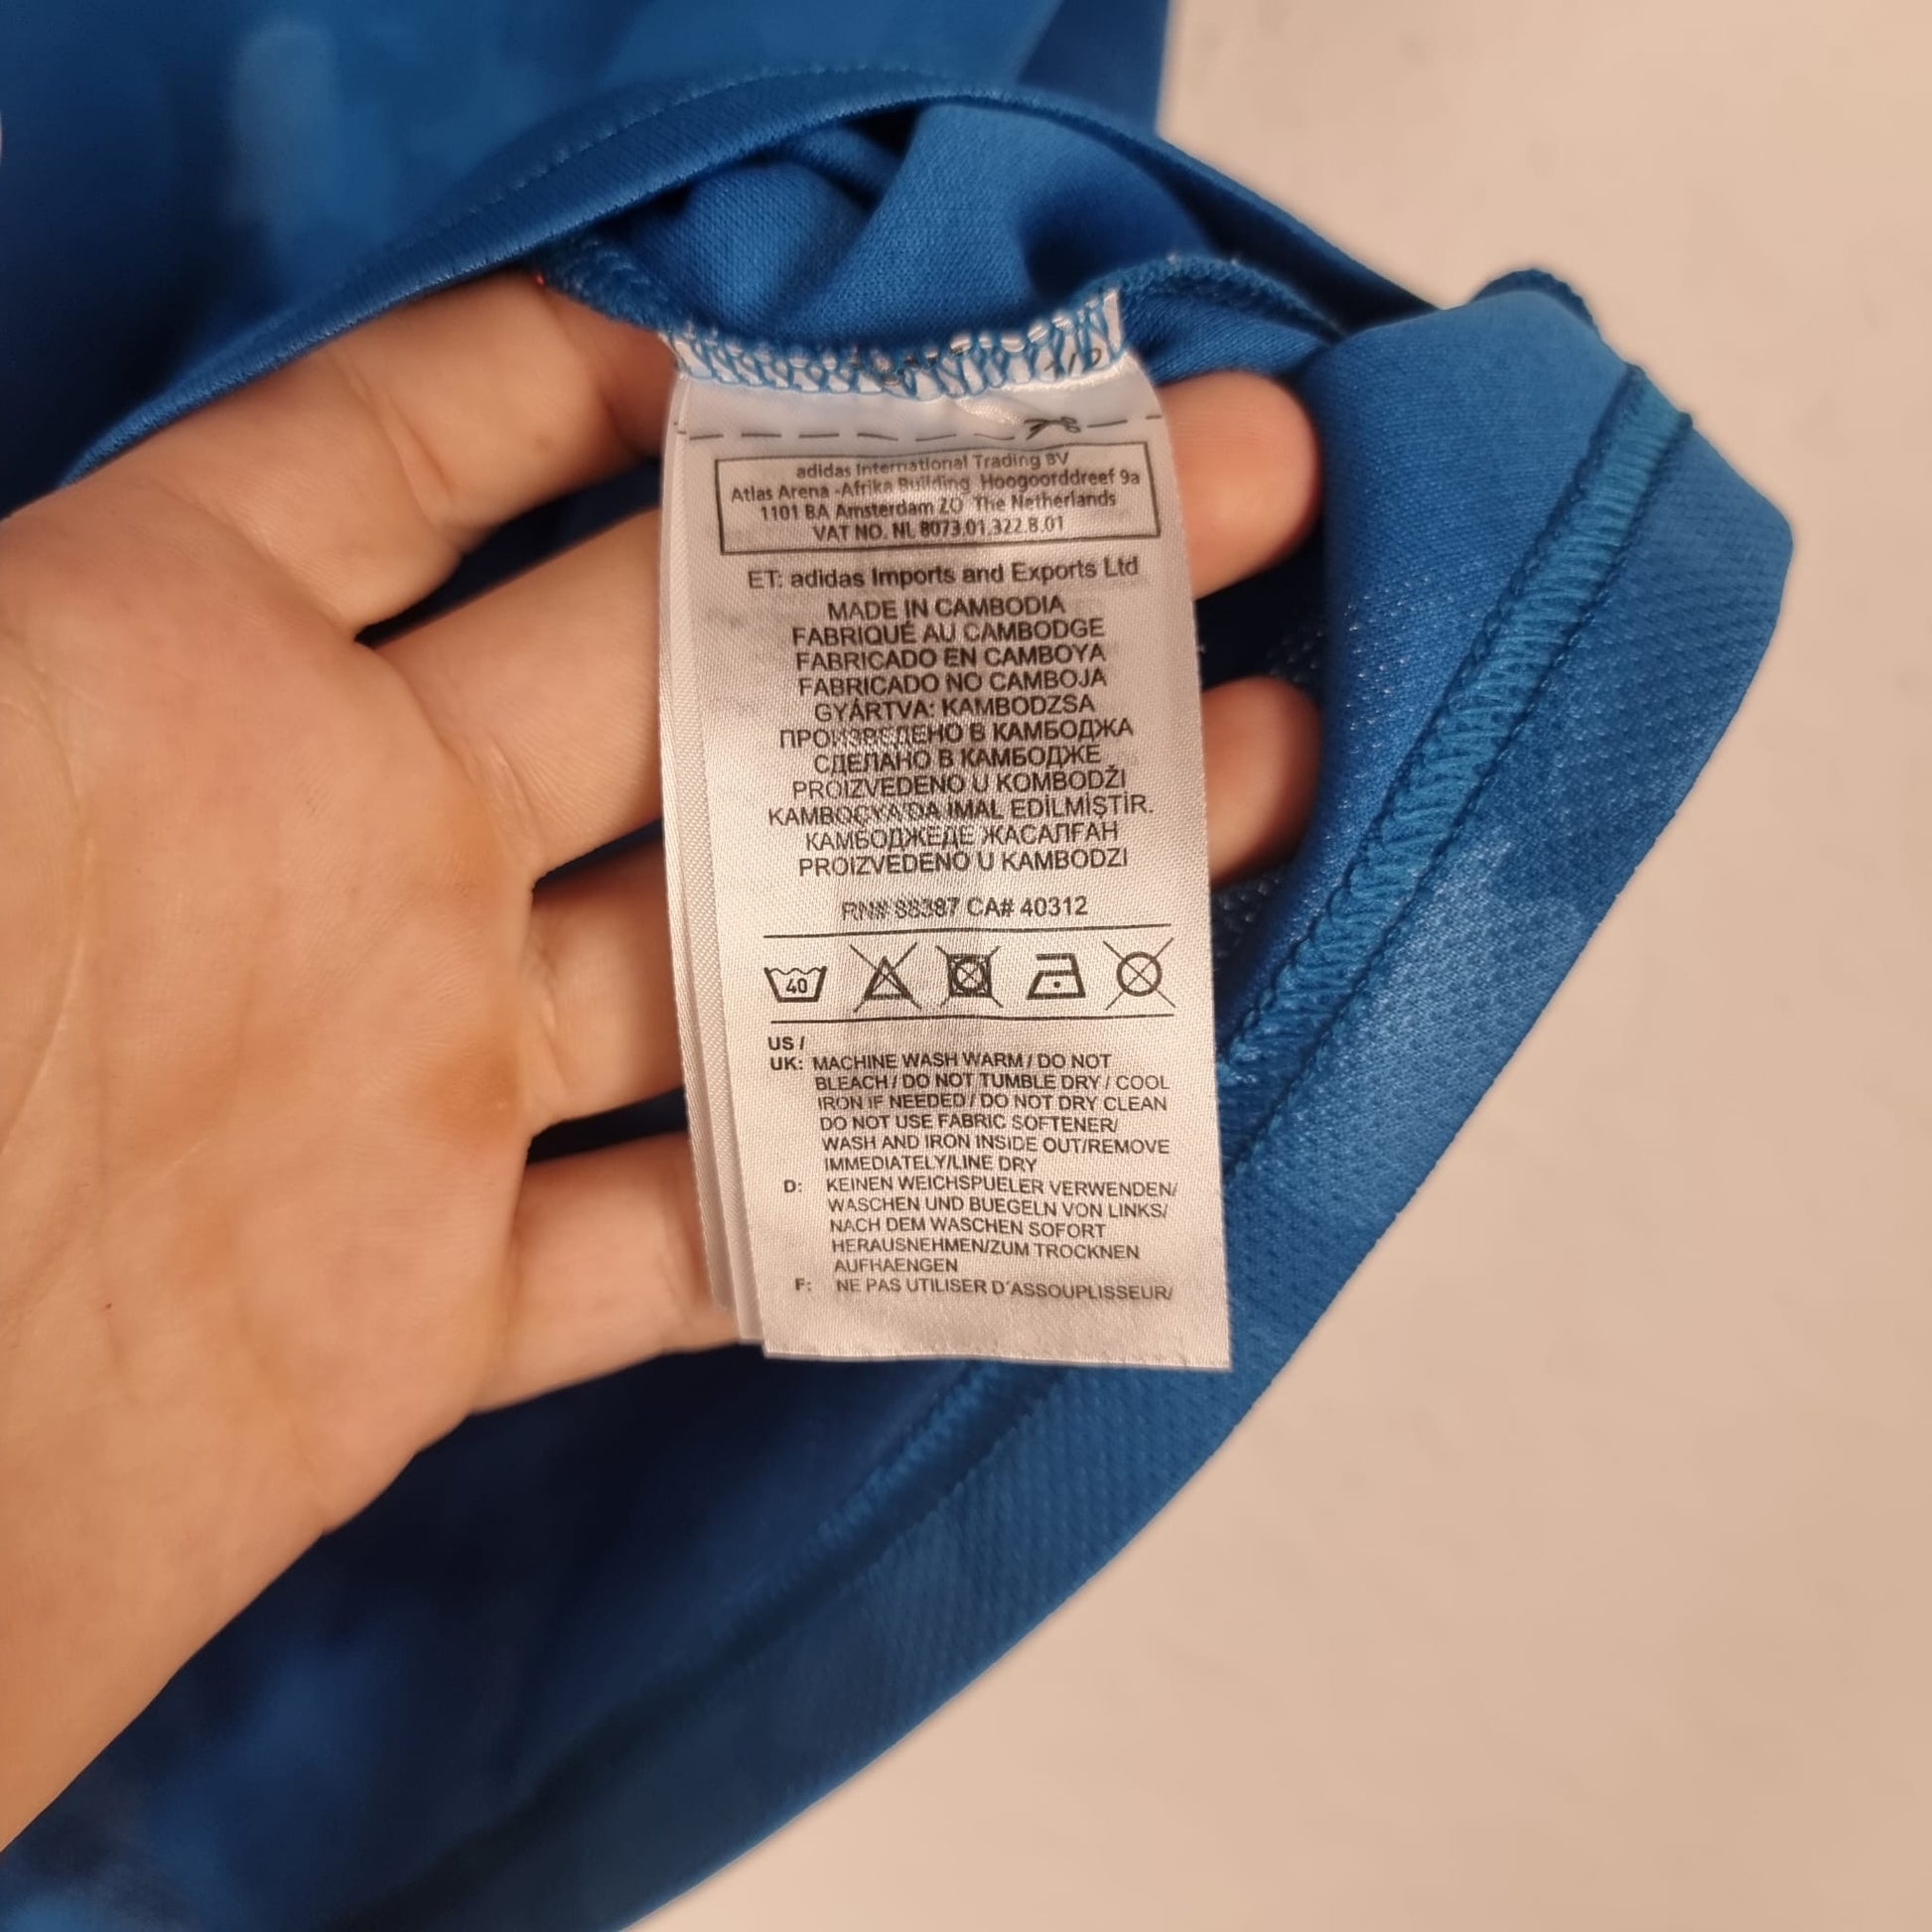 adidas International Trading BV
Atlas Arena -Afrika Building Hoogoorddreef 9a
1101 BA Amsterdam ZO The Netherlands
VAT NO. NL 8073.01.322.B.01
ET: adidas Imports and Exports Ltd
MADE IN CAMBODIA
FABRIQUÉ AU CAMBODGE
FABRICADO EN CAMBOYA
FABRICADO NO CAMBOJA
GYÁRTVA: KAMBODZSA
ПРОИЗВЕДЕНО В КАМБОДЖА
СДЕЛАНО В КАМБОДЖЕ
PROIZVEDENO U KOMBODŽI
KAMBOÇYA'DA IMAL EDİLMİŞTİR.
КАМБОДЖЕДЕ ЖАСАЛҒАН
PROIZVEDENO U KAMBODZI
RN# 88387 CA# 40312
40
US /
UK: MACHINE WASH WARM / DO NOT
BLEACH / DO NOT TUMBLE DRY / COOL
IRON IF NEEDED / DO NOT DRY CLEAN
DO NOT USE FABRIC SOFTENER/
WASH AND IRON INSIDE OUT/REMOVE
IMMEDIATELY/LINE DRY
D: KEINEN WEICHSPUELER VERWENDEN/
WASCHEN UND BUEGELN VON LINKS/
NACH DEM WASCHEN SOFORT
HERAUSNEHMEN/ZUM TROCKNEN
AUFHAENGEN
F: NE PAS UTILISER D'ASSOUPLISSEUR/